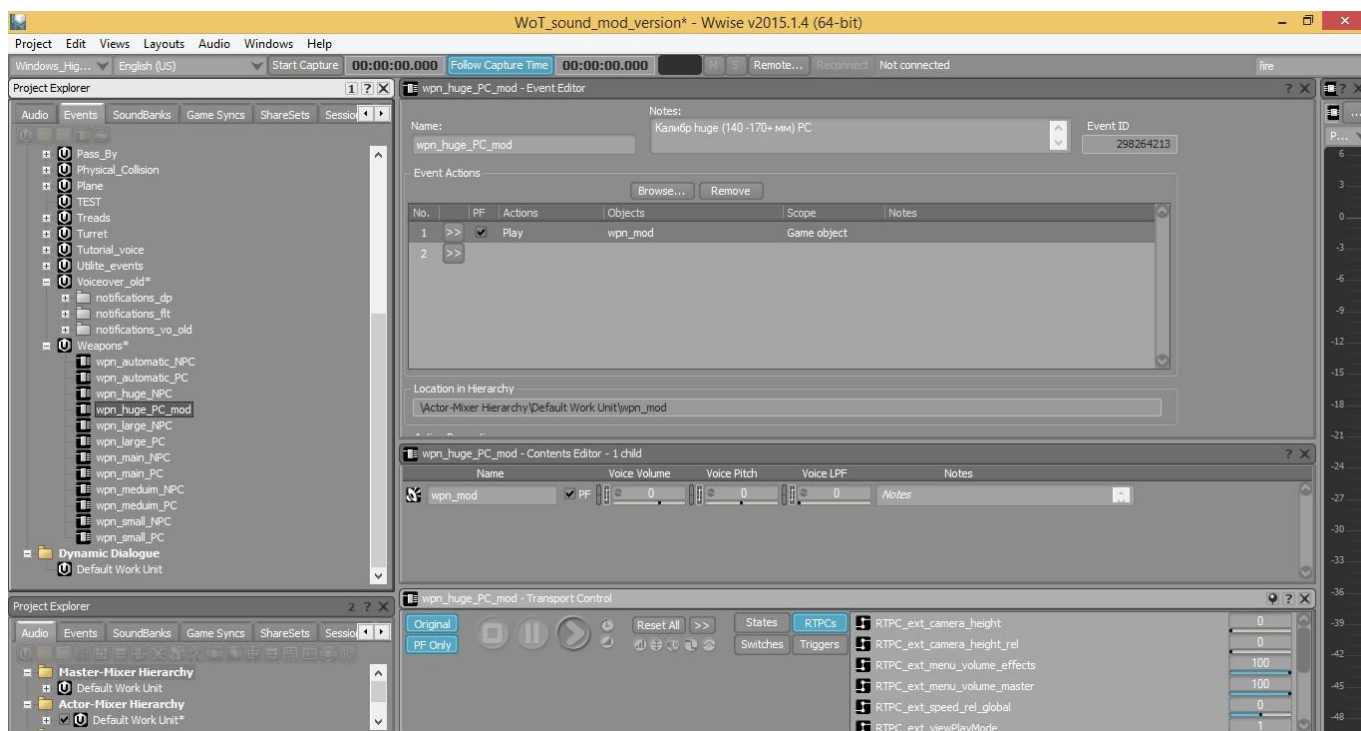 WoT_sound_mod_version* - Wwise v2015.1.4 (64-bit)
Project Edit Views Layouts Audio Windows Help
Windows_Hig... English (US) Start Capture 00:00:00.000 Follow Capture Time 00:00:00.000 M S Remote... Reconnect Not connected fire
Project Explorer 1 ? X
Audio Events SoundBanks Game Syncs ShareSets Session
Pass_By
Physical_Collision
Plane
TEST
Treads
Turret
Tutorial_voice
Utilite_events
Voiceover_old*
notifications_dp
notifications_flt
notifications_vo_old
Weapons*
wpn_automatic_NPC
wpn_automatic_PC
wpn_huge_NPC
wpn_huge_PC_mod
wpn_large_NPC
wpn_large_PC
wpn_main_NPC
wpn_main_PC
wpn_meduim_NPC
wpn_meduim_PC
wpn_small_NPC
wpn_small_PC
Dynamic Dialogue
Default Work Unit
Project Explorer 2 ? X
Audio Events SoundBanks Game Syncs ShareSets Session
Master-Mixer Hierarchy
Default Work Unit
Actor-Mixer Hierarchy
Default Work Unit*
wpn_huge_PC_mod - Event Editor ? X
Name:
wpn_huge_PC_mod
Notes:
Калибр huge (140 -170+ мм) PC
Event ID
298264213
Event Actions
Browse... Remove
No. PF Actions Objects Scope Notes
1 >> Play wpn_mod Game object
2 >>
Location in Hierarchy
\Actor-Mixer Hierarchy\Default Work Unit\wpn_mod
wpn_huge_PC_mod - Contents Editor - 1 child ? X
Name Voice Volume Voice Pitch Voice LPF Notes
wpn_mod PF 0 0 0 Notes
wpn_huge_PC_mod - Transport Control ? X
Original Reset All >> States RTPCs
PF Only Switches Triggers
RTPC_ext_camera_height 0
RTPC_ext_camera_height_rel 0
RTPC_ext_menu_volume_effects 100
RTPC_ext_menu_volume_master 100
RTPC_ext_speed_rel_global 0
RTPC_ext_viewPlayMode 1
? X
...
P...
6
3
0
-3
-6
-9
-12
-15
-18
-21
-24
-27
-30
-33
-36
-39
-42
-45
-48